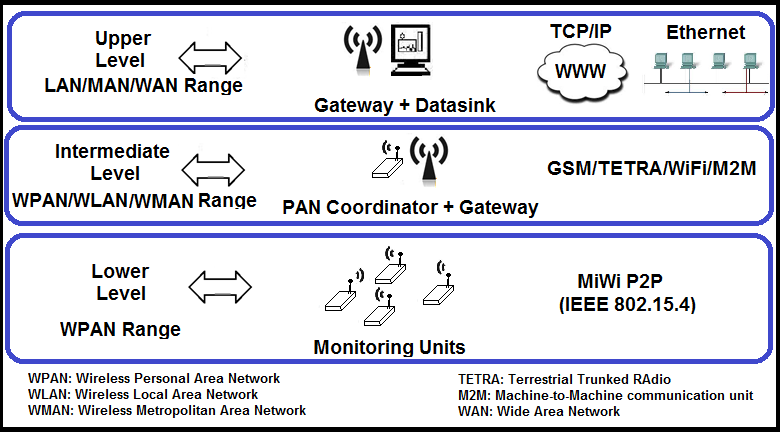 Upper
Level
LAN/MAN/WAN Range
Gateway + Datasink
TCP/IP
WWW
Ethernet
Intermediate
Level
WPAN/WLAN/WMAN Range
PAN Coordinator + Gateway
GSM/TETRA/WiFi/M2M
Lower
Level
WPAN Range
Monitoring Units
MiWi P2P
(IEEE 802.15.4)
WPAN: Wireless Personal Area Network
WLAN: Wireless Local Area Network
WMAN: Wireless Metropolitan Area Network
TETRA: Terrestrial Trunked RAdio
M2M: Machine-to-Machine communication unit
WAN: Wide Area Network